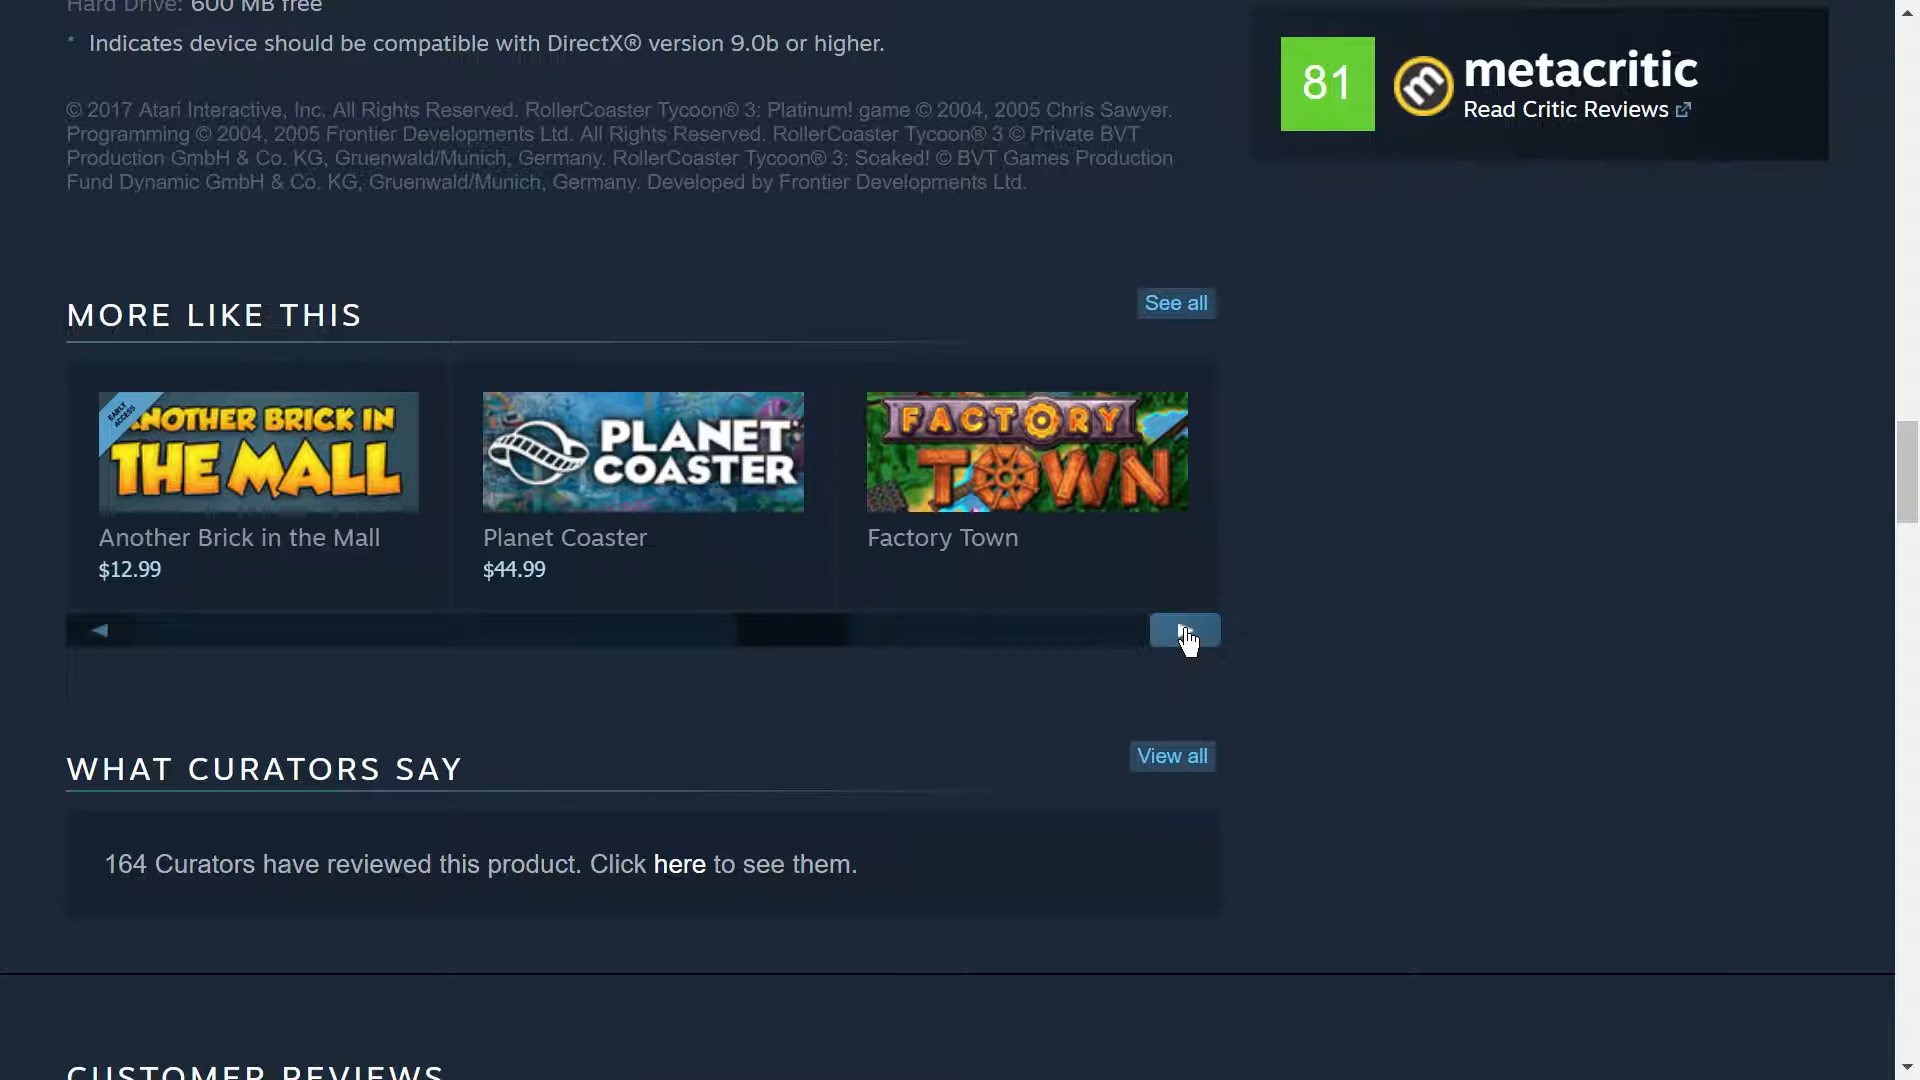 Hard Drive: 600 MB free
* Indicates device should be compatible with DirectX® version 9.0b or higher.
81
metacritic
Read Critic Reviews
© 2017 Atari Interactive, Inc. All Rights Reserved. RollerCoaster Tycoon® 3: Platinum! game © 2004, 2005 Chris Sawyer.
Programming © 2004, 2005 Frontier Developments Ltd. All Rights Reserved. RollerCoaster Tycoon® 3 © Private BVT
Production GmbH & Co. KG, Gruenwald/Munich, Germany. RollerCoaster Tycoon® 3: Soaked! © BVT Games Production
Fund Dynamic GmbH & Co. KG, Gruenwald/Munich, Germany. Developed by Frontier Developments Ltd.
MORE LIKE THIS
See all
EARLY ACCESS
ANOTHER BRICK IN
THE MALL
PLANET
COASTER
FACTORY
TOWN
Another Brick in the Mall
$12.99
Planet Coaster
$44.99
Factory Town
WHAT CURATORS SAY
View all
164 Curators have reviewed this product. Click here to see them.
CUSTOMER REVIEWS